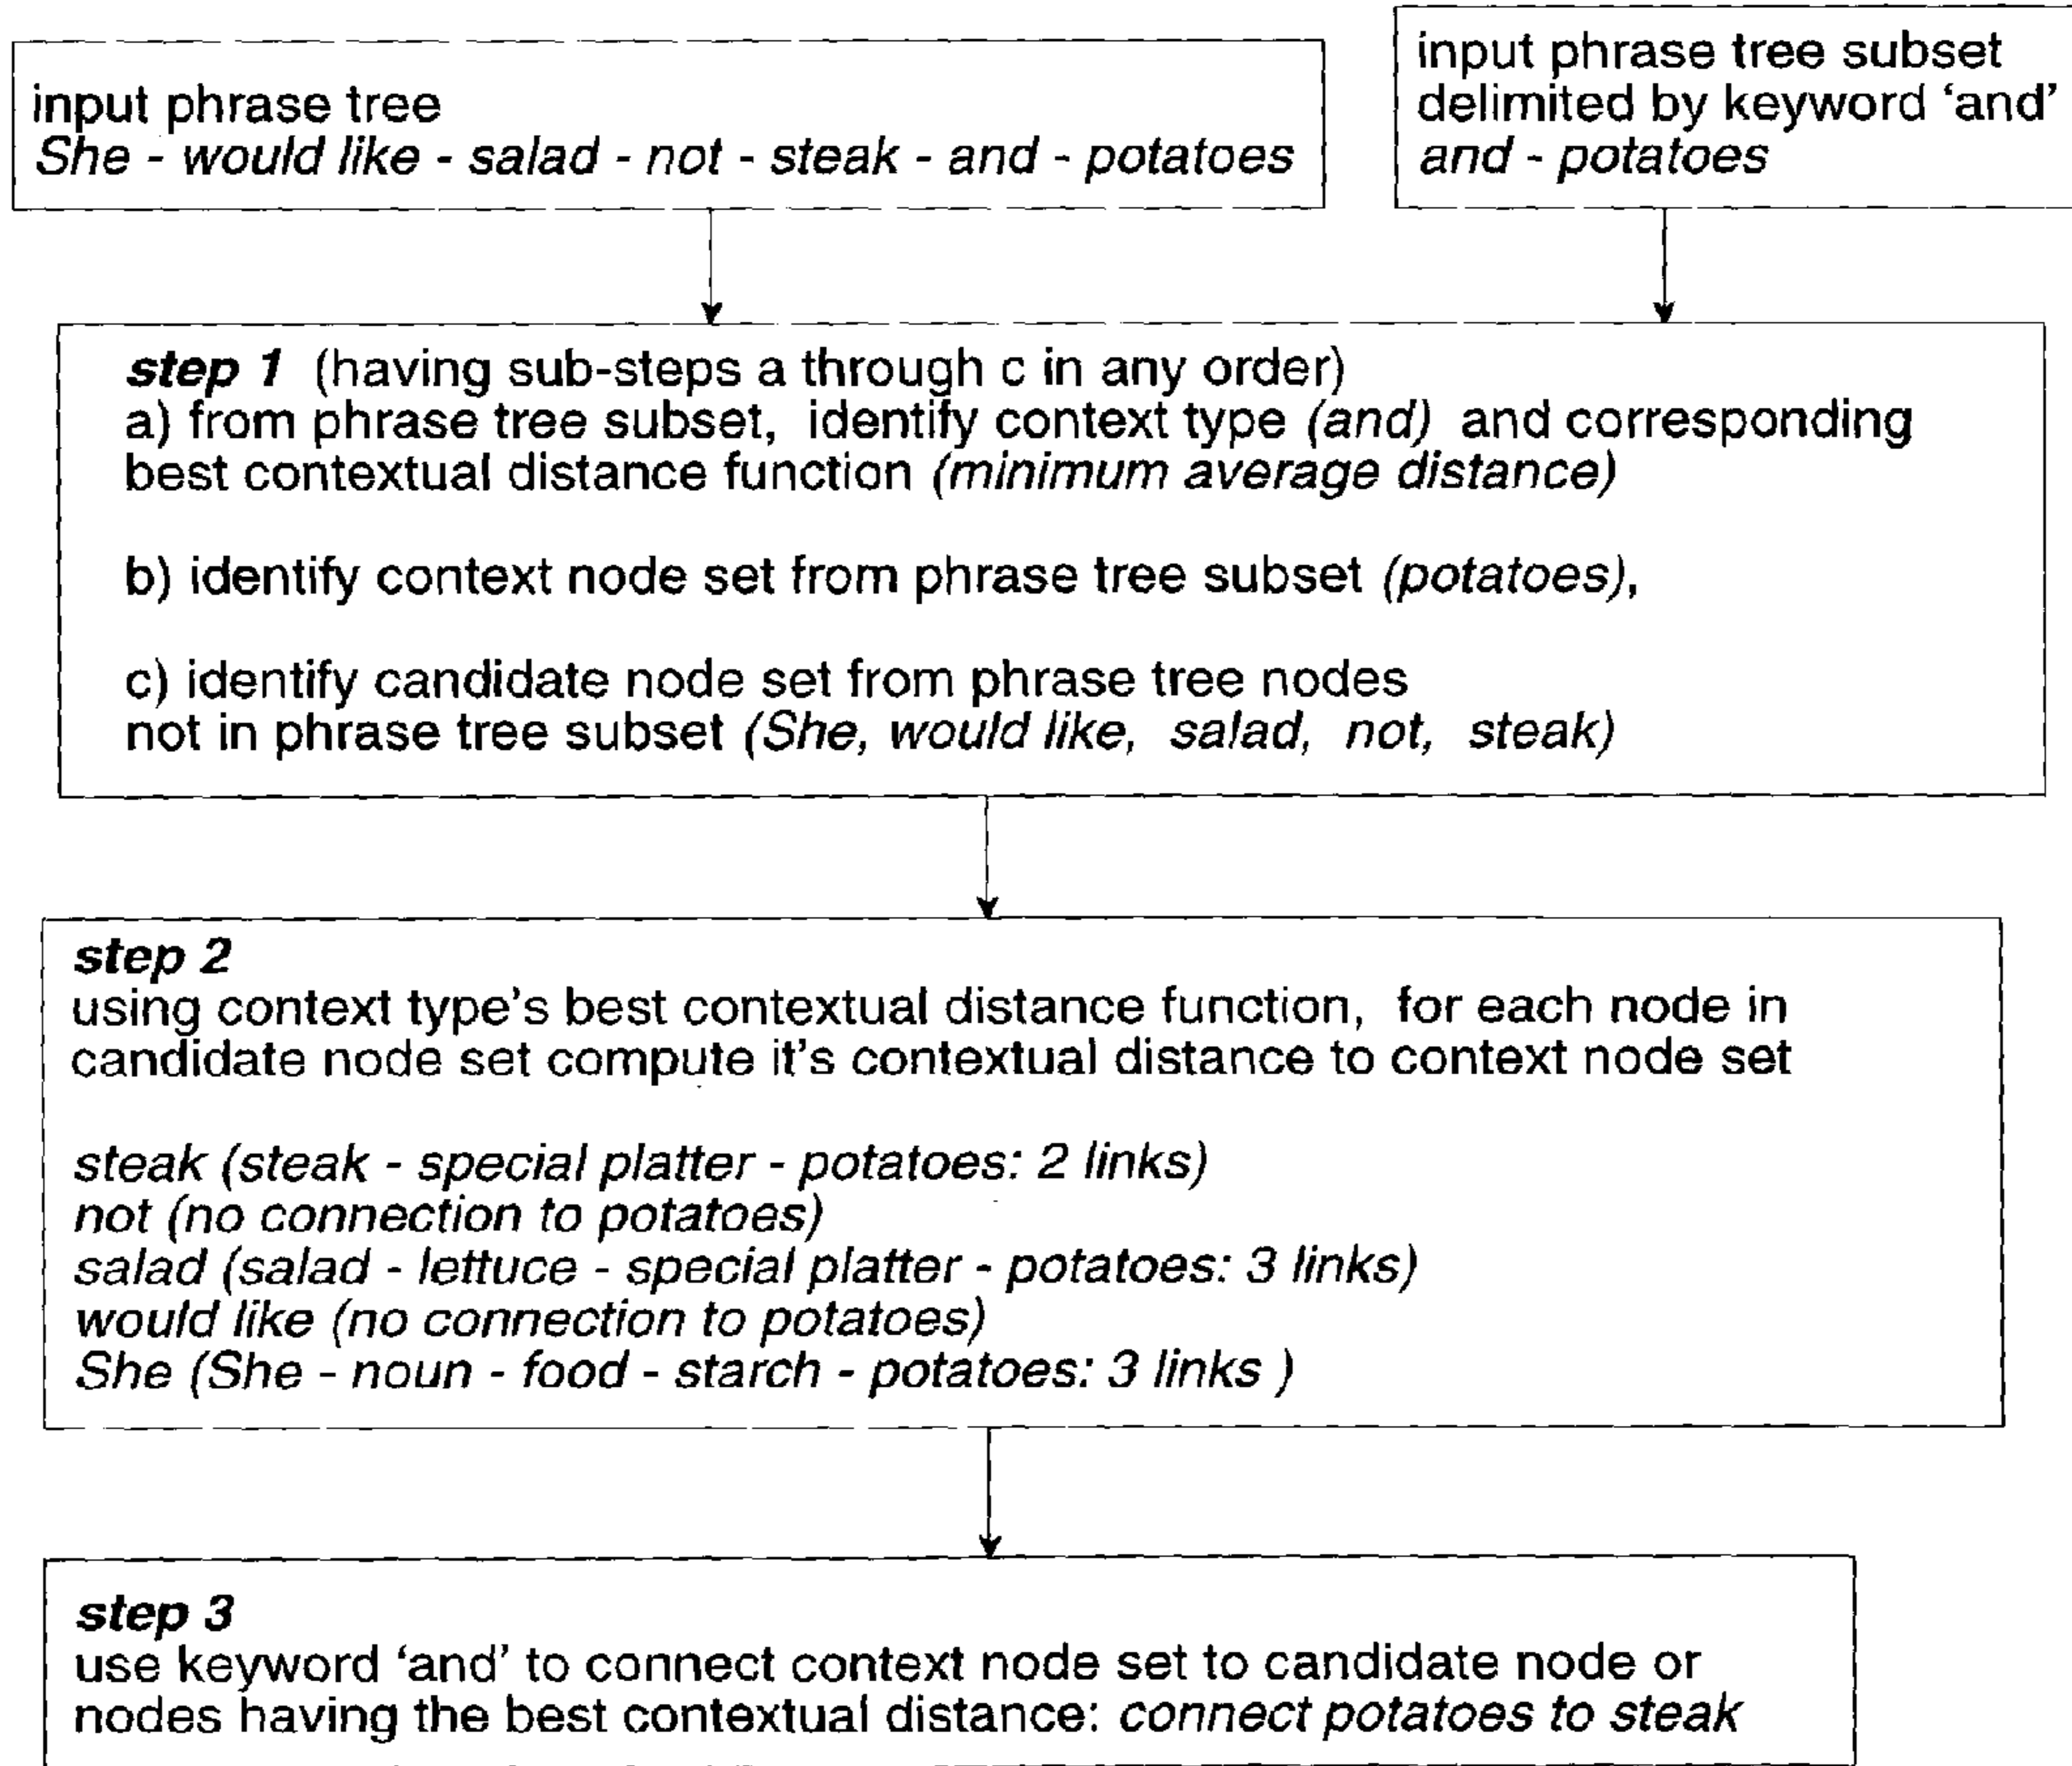 input phrase tree
She - would like - salad - not - steak - and - potatoes
input phrase tree subset
delimited by keyword ‘and’
and - potatoes
step 1 (having sub-steps a through c in any order)
a) from phrase tree subset, identify context type (and) and corresponding
best contextual distance function (minimum average distance)
b) identify context node set from phrase tree subset (potatoes),
c) identify candidate node set from phrase tree nodes
not in phrase tree subset (She, would like, salad, not, steak)
step 2
using context type's best contextual distance function, for each node in
candidate node set compute it's contextual distance to context node set
steak (steak - special platter - potatoes: 2 links)
not (no connection to potatoes)
salad (salad - lettuce - special platter - potatoes: 3 links)
would like (no connection to potatoes)
She (She - noun - food - starch - potatoes: 3 links )
step 3
use keyword ‘and’ to connect context node set to candidate node or
nodes having the best contextual distance: connect potatoes to steak